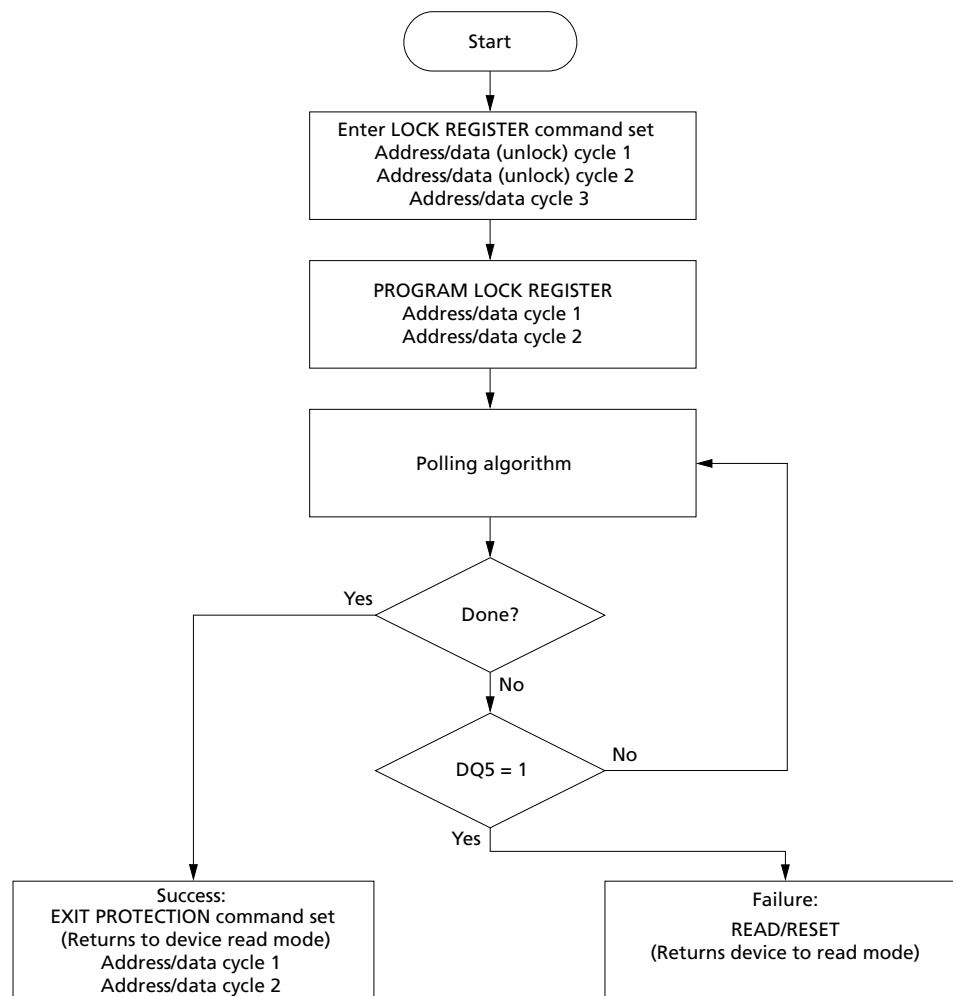 Start
Enter LOCK REGISTER command set
Address/data (unlock) cycle 1
Address/data (unlock) cycle 2
Address/data cycle 3
PROGRAM LOCK REGISTER
Address/data cycle 1
Address/data cycle 2
Polling algorithm
Yes
Done?
No
DQ5 = 1
No
Yes
Success:
EXIT PROTECTION command set
(Returns to device read mode)
Address/data cycle 1
Address/data cycle 2
Failure:
READ/RESET
(Returns device to read mode)